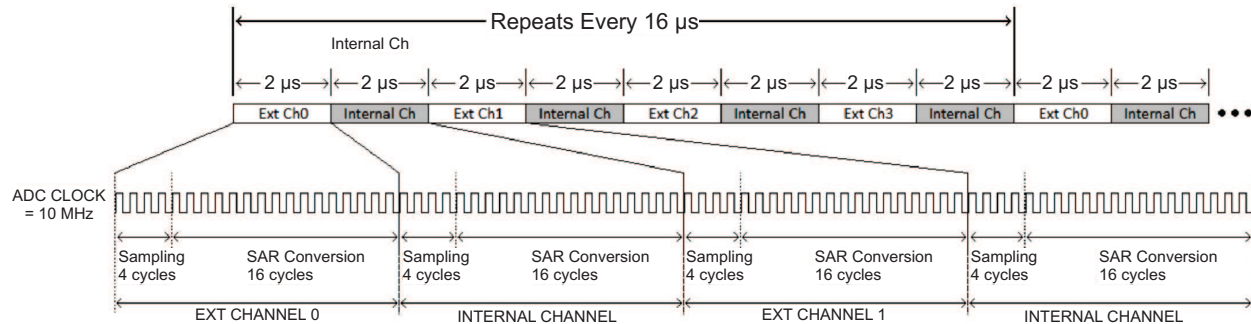 Repeats Every 16 µs
Internal Ch
2 µs 2 µs 2 µs 2 µs 2 µs 2 µs 2 µs 2 µs 2 µs 2 µs
Ext Ch0 Internal Ch Ext Ch1 Internal Ch Ext Ch2 Internal Ch Ext Ch3 Internal Ch Ext Ch0 Internal Ch
ADC CLOCK
= 10 MHz
Sampling SAR Conversion Sampling SAR Conversion Sampling SAR Conversion Sampling SAR Conversion
4 cycles 16 cycles 4 cycles 16 cycles 4 cycles 16 cycles 4 cycles 16 cycles
EXT CHANNEL 0 INTERNAL CHANNEL EXT CHANNEL 1 INTERNAL CHANNEL